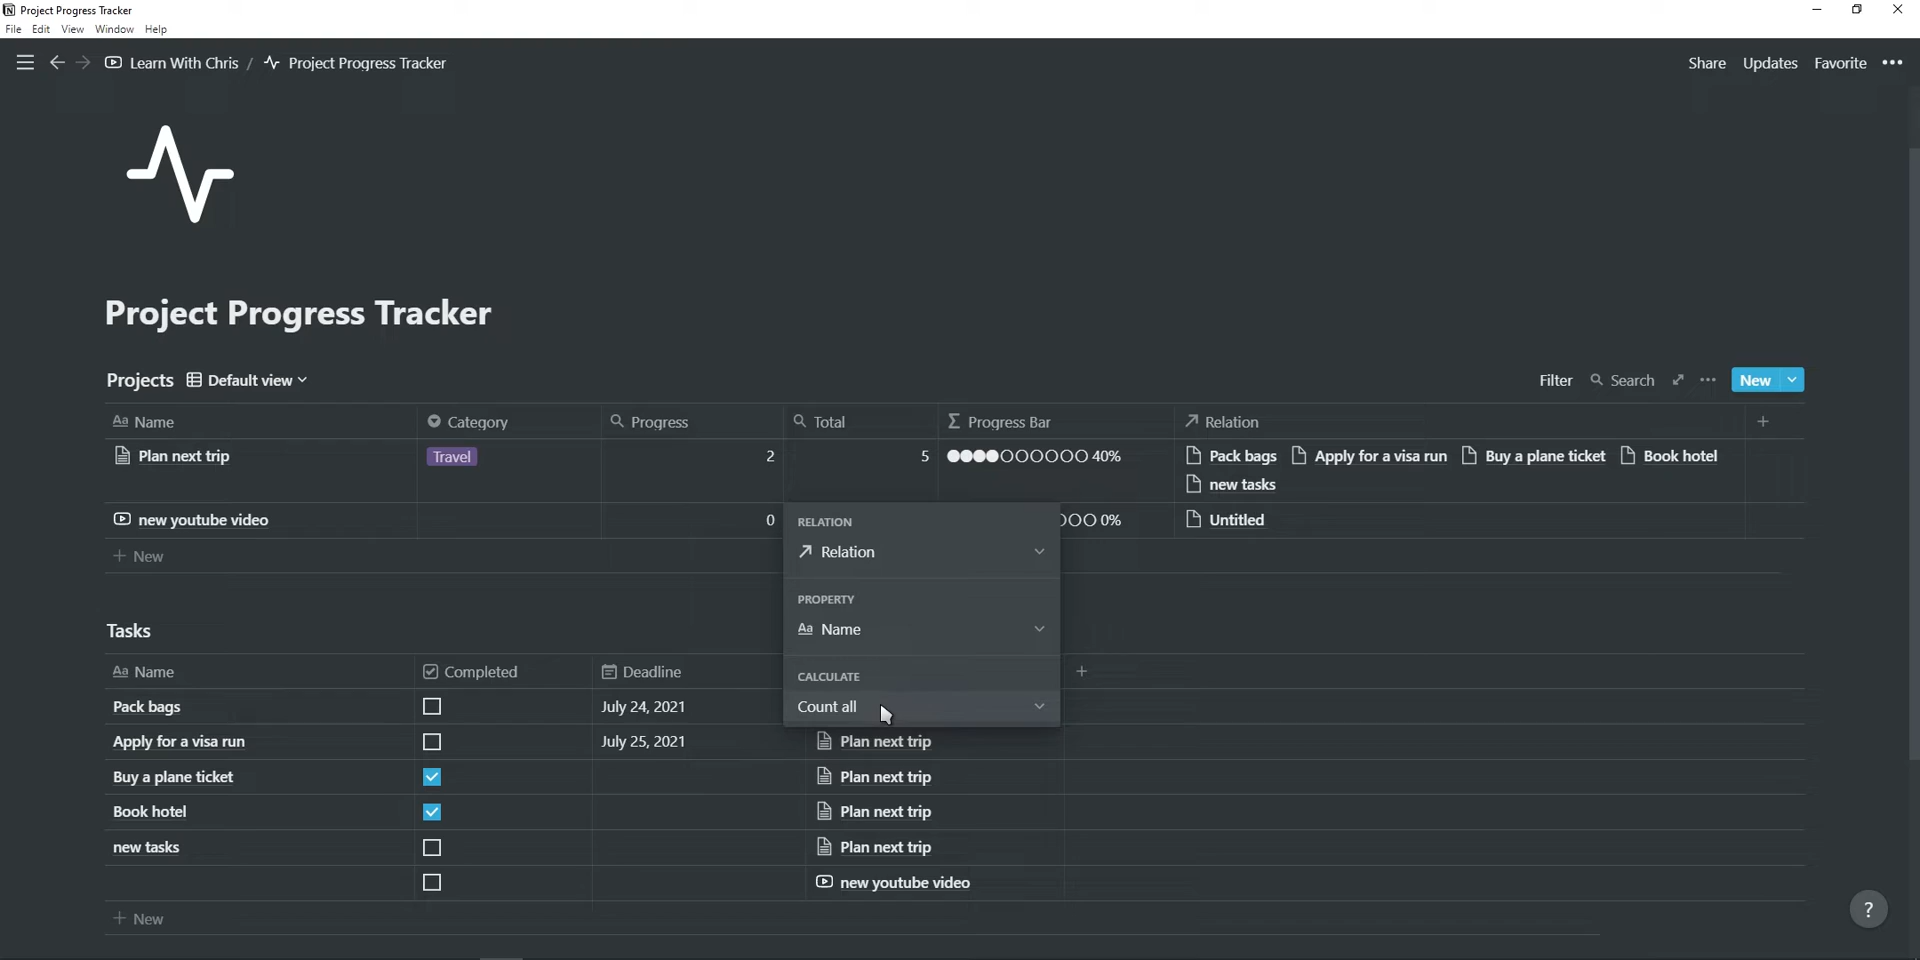 Project Progress Tracker
File Edit View Window Help
Learn With Chris / Project Progress Tracker Share Updates Favorite •••
Project Progress Tracker
Projects Default view Filter Search ••• New
Aa Name Category Progress Total Σ Progress Bar Relation +
Plan next trip Travel 2 5 ●●●●○○○○○○ 40% Pack bags Apply for a visa run Buy a plane ticket Book hotel
new tasks
new youtube video 0 ○○○ 0% Untitled
+ New
RELATION
Relation
PROPERTY
Aa Name
CALCULATE
Count all
Tasks
Aa Name Completed Deadline +
Pack bags July 24, 2021
Apply for a visa run July 25, 2021 Plan next trip
Buy a plane ticket Plan next trip
Book hotel Plan next trip
new tasks Plan next trip
new youtube video
+ New
?